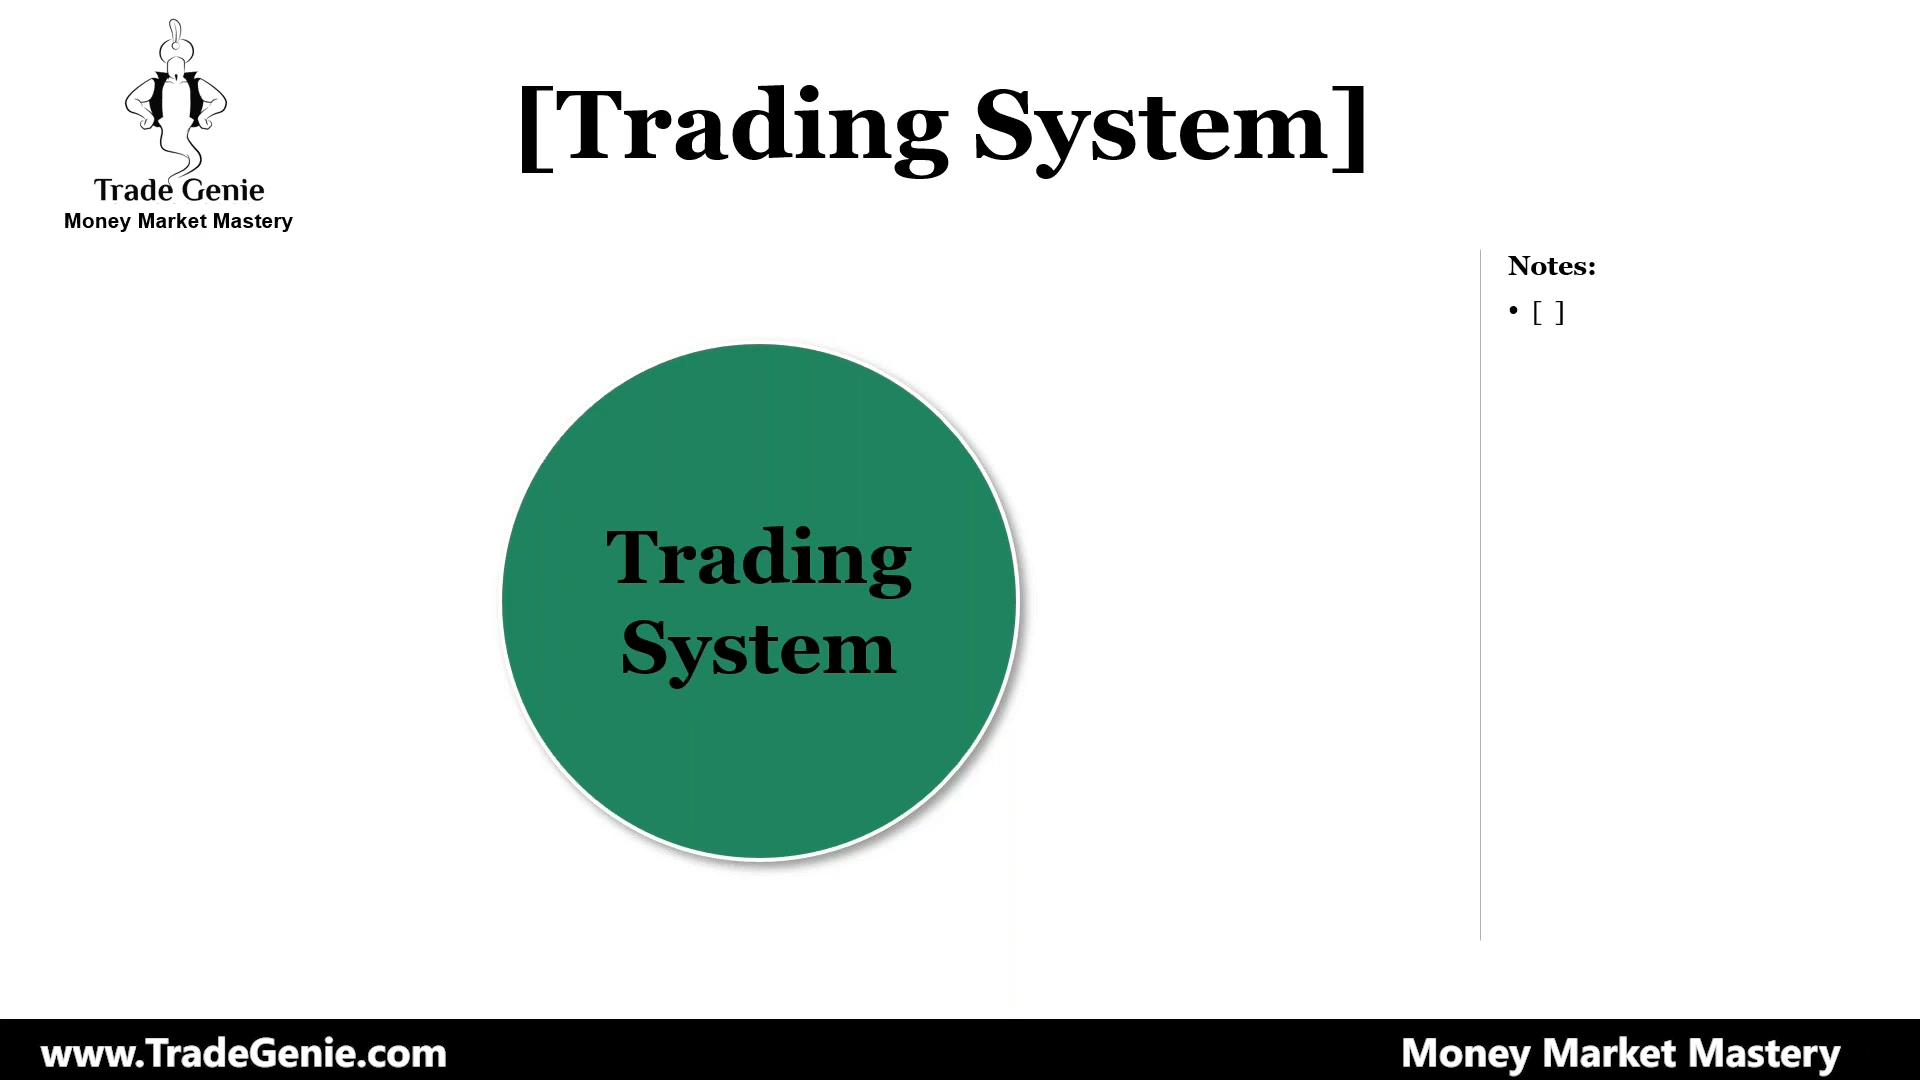 [Trading System]
Trade Genie
Money Market Mastery
Notes:
• [ ]
Trading
System
www.TradeGenie.com
Money Market Mastery